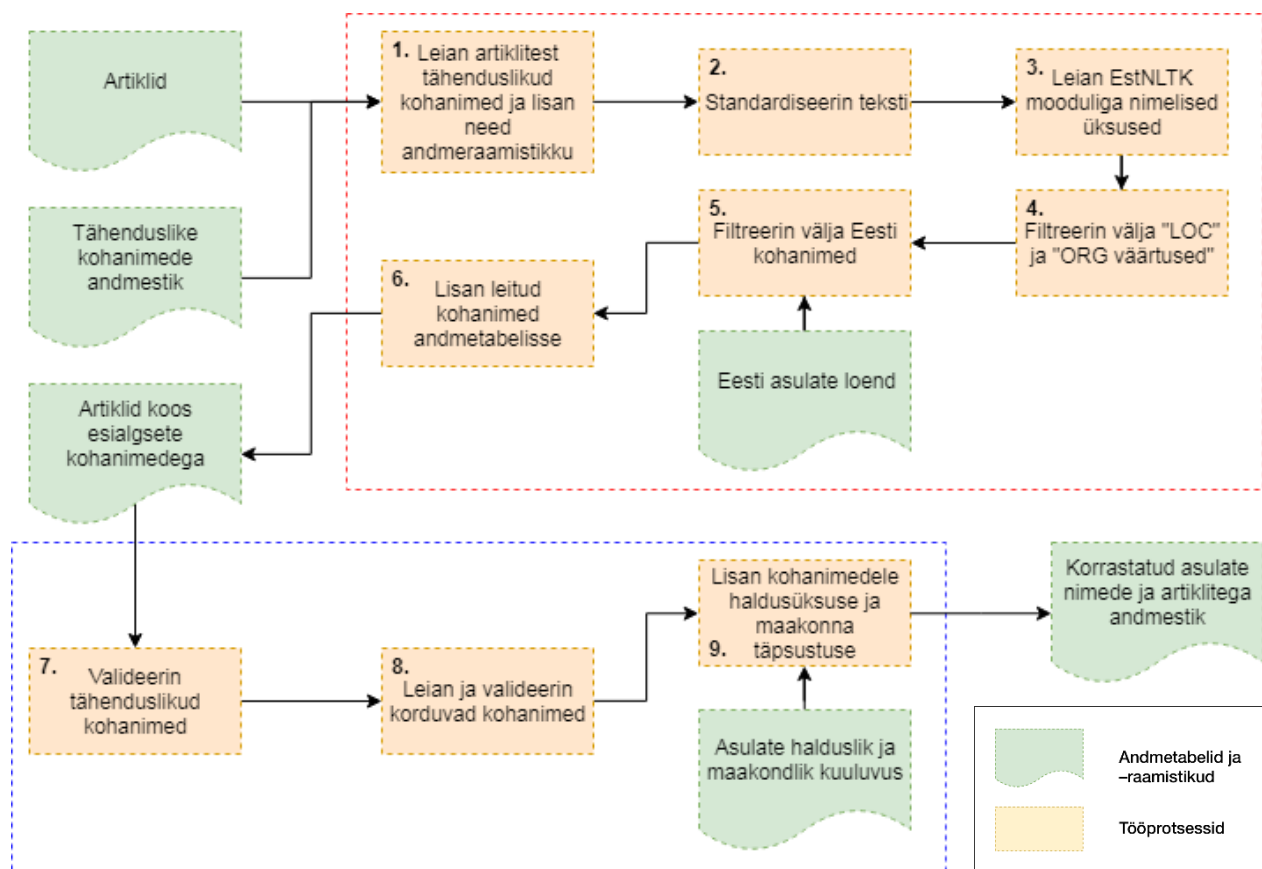 Artiklid
1. Leian artiklitest
tähenduslikud
kohanimed ja lisan
need
andmeraamistikku
2.
Standardiseerin teksti
3. Leian EstNLTK
mooduliga nimelised
üksused
Tähenduslike
kohanimede
andmestik
4.
Filtreerin välja "LOC"
ja "ORG väärtused"
5.
Filtreerin välja Eesti
kohanimed
6. Lisan leitud
kohanimed
andmetabelisse
Eesti asulate loend
Artiklid koos
esialgsete
kohanimedega
7.
Valideerin
tähenduslikud
kohanimed
8.
Leian ja valideerin
korduvad kohanimed
Lisan kohanimedele
haldusüksuse ja
maakonna
9. täpsustuse
Asulate halduslik ja
maakondlik kuuluvus
Korrastatud asulate
nimede ja artiklitega
andmestik
Andmetabelid ja
–raamistikud
Tööprotsessid